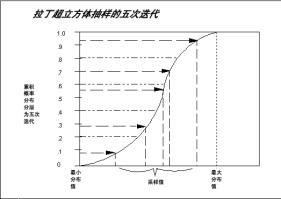 拉丁超立方体抽样的五次迭代
1.0
.9
.8
.7
.6
.5
.4
.3
.2
.1
0
累积
概率
分布
分层
为五次
迭代
最小
分布
值
采样值
最大
分布
值